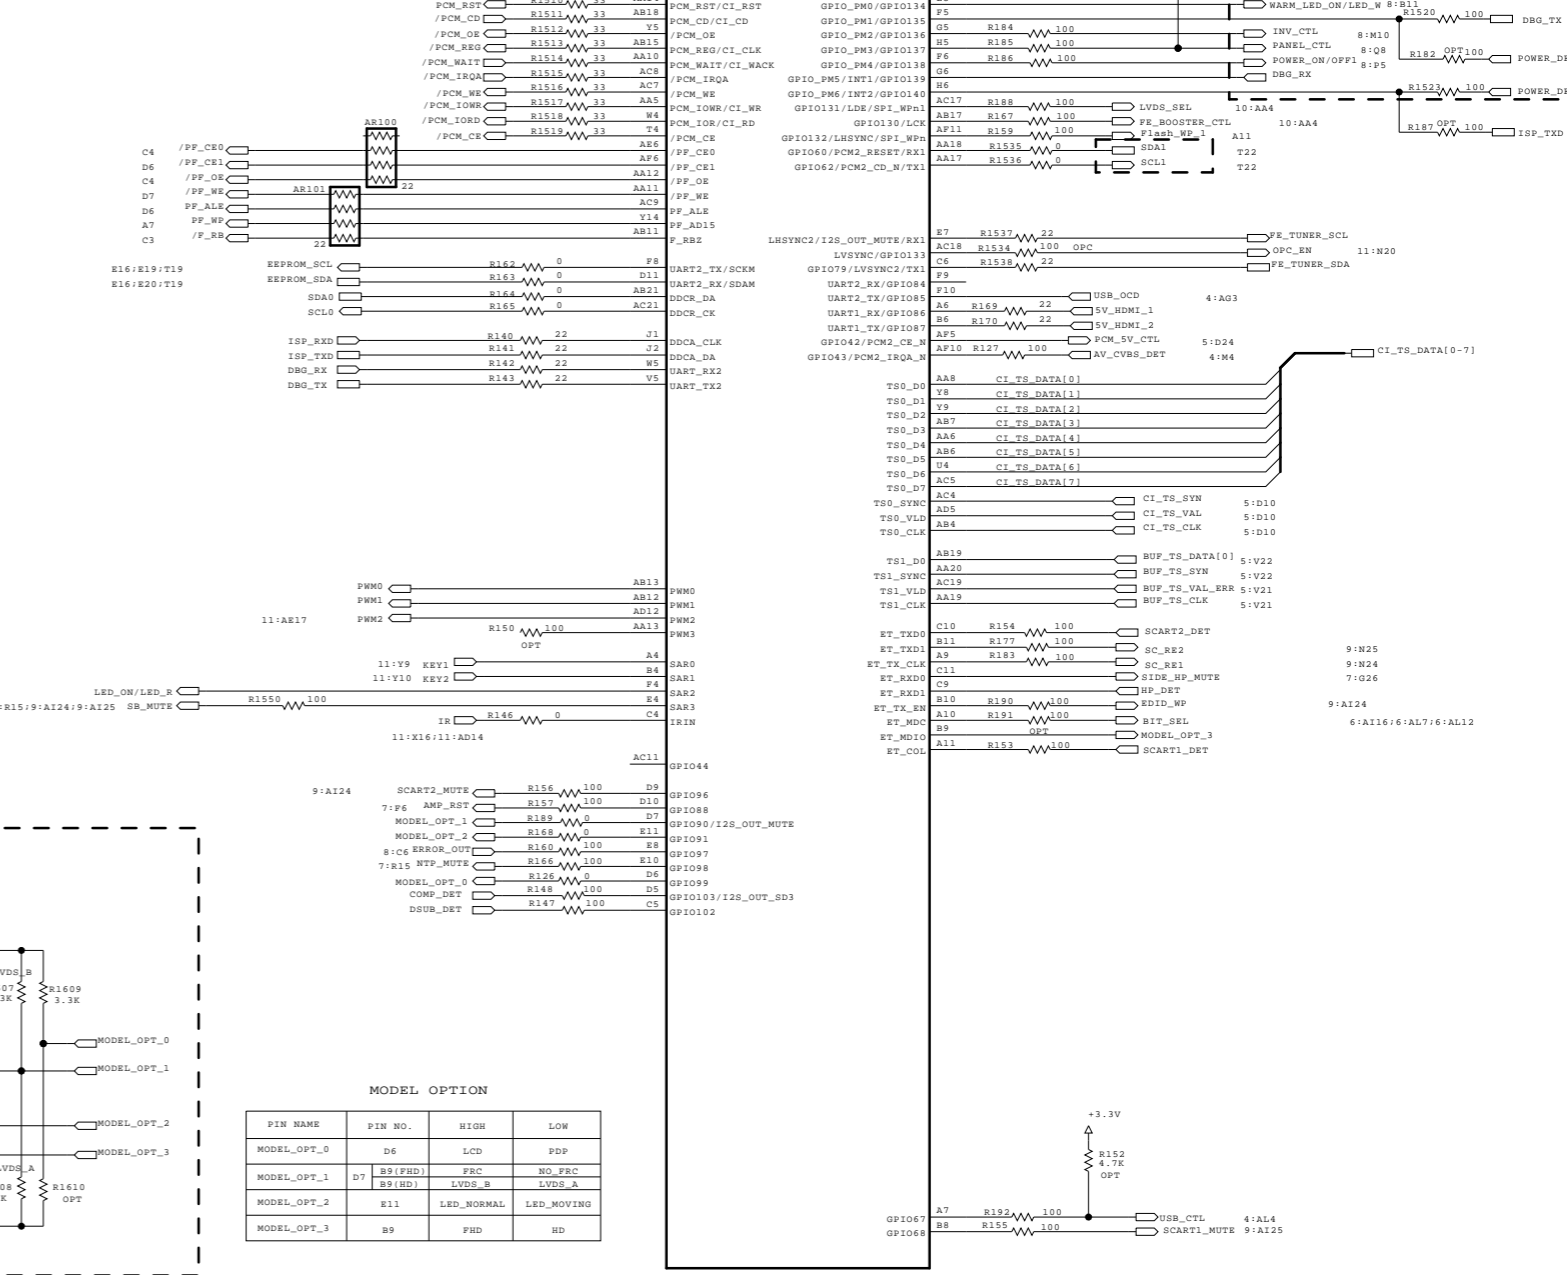 PCM_RST 33 PCM_RST/CI_RST
/PCM_CD R1511 33 AB18 PCM_CD/CI_CD
/PCM_OE R1512 33 Y5 /PCM_OE
/PCM_REG R1513 33 AB15 PCM_REG/CI_CLK
/PCM_WAIT R1514 33 AA10 PCM_WAIT/CI_WACK
/PCM_IRQA R1515 33 AC8 /PCM_IRQA
/PCM_WE R1516 33 AC7 /PCM_WE
/PCM_IOWR R1517 33 AA5 PCM_IOWR/CI_WR
/PCM_IORD R1518 33 W4 PCM_IOR/CI_RD
/PCM_CE R1519 33 T4 /PCM_CE
AR100
C4 /PF_CE0 AE6 /PF_CE0
D6 /PF_CE1 AF6 /PF_CE1
C4 /PF_OE 22 AA12 /PF_OE
D7 /PF_WE AR101 AA11 /PF_WE
D6 PF_ALE AC9 PF_ALE
A7 PF_WP Y14 PF_AD15
C3 /F_RB 22 AB11 F_RBZ
E16;E19;T19 EEPROM_SCL R162 0 F8 UART2_TX/SCKM
E16;E20;T19 EEPROM_SDA R163 0 D11 UART2_RX/SDAM
SDA0 R164 0 AB21 DDCR_DA
SCL0 R165 0 AC21 DDCR_CK
ISP_RXD R140 22 J1 DDCA_CLK
ISP_TXD R141 22 J2 DDCA_DA
DBG_RX R142 22 W5 UART_RX2
DBG_TX R143 22 V5 UART_TX2
PWM0 AB13 PWM0
PWM1 AB12 PWM1
11:AE17 PWM2 AD12 PWM2
R150 100 OPT AA13 PWM3
11:Y9 KEY1 A4 SAR0
11:Y10 KEY2 B4 SAR1
LED_ON/LED_R F4 SAR2
:R15;9:AI24;9:AI25 SB_MUTE R1550 100 E4 SAR3
IR R146 0 C4 IRIN
11:X16;11:AD14
AC11 GPIO44
9:AI24 SCART2_MUTE R156 100 D9 GPIO96
7:F6 AMP_RST R157 100 D10 GPIO88
MODEL_OPT_1 R189 0 D7 GPIO90/I2S_OUT_MUTE
MODEL_OPT_2 R168 0 E11 GPIO91
8:C6 ERROR_OUT R160 100 E8 GPIO97
7:R15 NTP_MUTE R166 100 E10 GPIO98
MODEL_OPT_0 R126 0 D6 GPIO99
COMP_DET R148 100 D5 GPIO103/I2S_OUT_SD3
DSUB_DET R147 100 C5 GPIO102
GPIO_PM0/GPIO134 WARM_LED_ON/LED_W 8:B11
GPIO_PM1/GPIO135 F5 R1520 100 DBG_TX
GPIO_PM2/GPIO136 G5 R184 100 INV_CTL 8:M10
GPIO_PM3/GPIO137 H5 R185 100 PANEL_CTL 8:Q8
R182 OPT 100 POWER_DE
GPIO_PM4/GPIO138 F6 R186 100 POWER_ON/OFF1 8:P5
GPIO_PM5/INT1/GPIO139 G6 DBG_RX
GPIO_PM6/INT2/GPIO140 H6 R1523 100 POWER_DE
GPIO131/LDE/SPI_WPn1 AC17 R188 100 LVDS_SEL 10:AA4
GPIO130/LCK AB17 R167 100 FE_BOOSTER_CTL 10:AA4
R187 OPT 100 ISP_TXD
GPIO132/LHSYNC/SPI_WPn AF11 R159 100 Flash_WP_1 A11
GPIO60/PCM2_RESET/RX1 AA18 R1535 0 SDA1 T22
GPIO62/PCM2_CD_N/TX1 AA17 R1536 0 SCL1 T22
LHSYNC2/I2S_OUT_MUTE/RX1 E7 R1537 22 FE_TUNER_SCL
LVSYNC/GPIO133 AC18 R1534 100 OPC OPC_EN 11:N20
GPIO79/LVSYNC2/TX1 C6 R1538 22 FE_TUNER_SDA
UART2_RX/GPIO84 F9
UART2_TX/GPIO85 F10 USB_OCD 4:AG3
UART1_RX/GPIO86 A6 R169 22 5V_HDMI_1
UART1_TX/GPIO87 B6 R170 22 5V_HDMI_2
GPIO42/PCM2_CE_N AF5 PCM_5V_CTL 5:D24
GPIO43/PCM2_IRQA_N AF10 R127 100 AV_CVBS_DET 4:M4
CI_TS_DATA[0-7]
TS0_D0 AA8 CI_TS_DATA[0]
TS0_D1 Y8 CI_TS_DATA[1]
TS0_D2 Y9 CI_TS_DATA[2]
TS0_D3 AB7 CI_TS_DATA[3]
TS0_D4 AA6 CI_TS_DATA[4]
TS0_D5 AB6 CI_TS_DATA[5]
TS0_D6 U4 CI_TS_DATA[6]
TS0_D7 AC5 CI_TS_DATA[7]
TS0_SYNC AC4 CI_TS_SYN 5:D10
TS0_VLD AD5 CI_TS_VAL 5:D10
TS0_CLK AB4 CI_TS_CLK 5:D10
TS1_D0 AB19 BUF_TS_DATA[0] 5:V22
TS1_SYNC AA20 BUF_TS_SYN 5:V22
TS1_VLD AC19 BUF_TS_VAL_ERR 5:V21
TS1_CLK AA19 BUF_TS_CLK 5:V21
ET_TXD0 C10 R154 100 SCART2_DET
ET_TXD1 B11 R177 100 SC_RE2 9:N25
ET_TX_CLK A9 R183 100 SC_RE1 9:N24
ET_RXD0 C11 SIDE_HP_MUTE 7:G26
ET_RXD1 C9 HP_DET
ET_TX_EN B10 R190 100 EDID_WP 9:AI24
ET_MDC A10 R191 100 OPT BIT_SEL 6:AI16;6:AL7;6:AL12
ET_MDIO B9 MODEL_OPT_3
ET_COL A11 R153 100 SCART1_DET
VDS_B
07 3K R1609 3.3K
MODEL_OPT_0
MODEL_OPT_1
MODEL_OPT_2
MODEL_OPT_3
LVDS_A
08 K R1610 OPT
MODEL OPTION
PIN NAME PIN NO. HIGH LOW
MODEL_OPT_0 D6 LCD PDP
MODEL_OPT_1 D7 B9(FHD) FRC NO_FRC
B9(HD) LVDS_B LVDS_A
MODEL_OPT_2 E11 LED_NORMAL LED_MOVING
MODEL_OPT_3 B9 FHD HD
+3.3V
R152
4.7K
OPT
GPIO67 A7 R192 100 USB_CTL 4:AL4
GPIO68 B8 R155 100 SCART1_MUTE 9:AI25